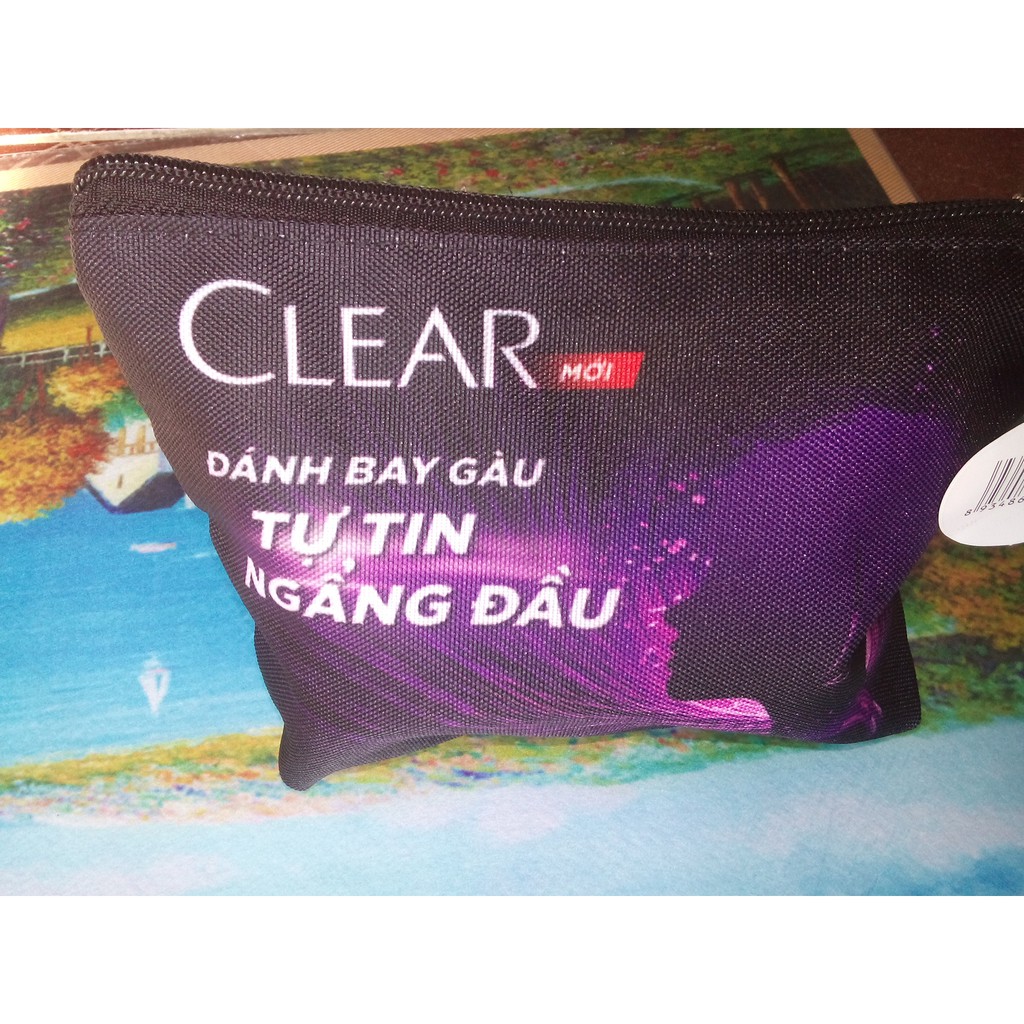 CLEAR
MỚI
ĐÁNH BAY GÀU
TỰ TIN
NGẨNG ĐẦU